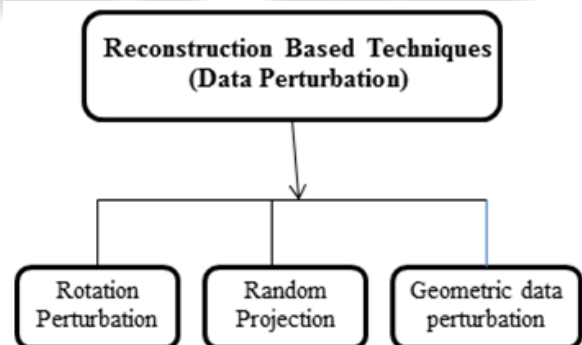 Reconstruction Based Techniques
(Data Perturbation)
Rotation
Perturbation
Random
Projection
Geometric data
perturbation